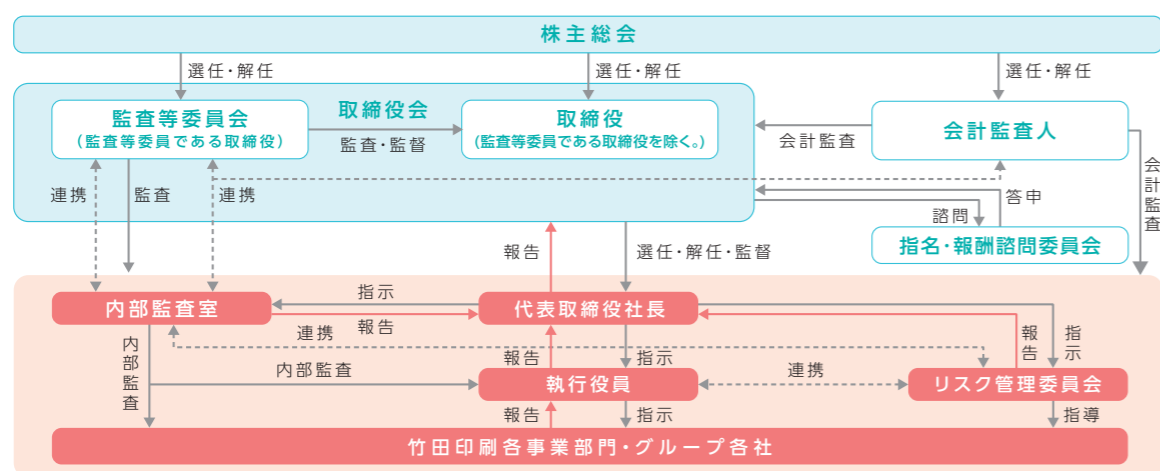 株主総会
選任・解任
選任・解任
選任・解任
取締役会
監査等委員会
(監査等委員である取締役)
監査・監督
取締役
(監査等委員である取締役を除く。)
会計監査
会計監査人
会計監査
連携
監査
連携
答申
諮問
指名・報酬諮問委員会
報告
選任・解任・監督
内部監査室
指示
報告
代表取締役社長
連携
報告
指示
内部監査
内部監査
報告
指示
執行役員
連携
リスク管理委員会
報告
指示
指導
竹田印刷各事業部門・グループ各社